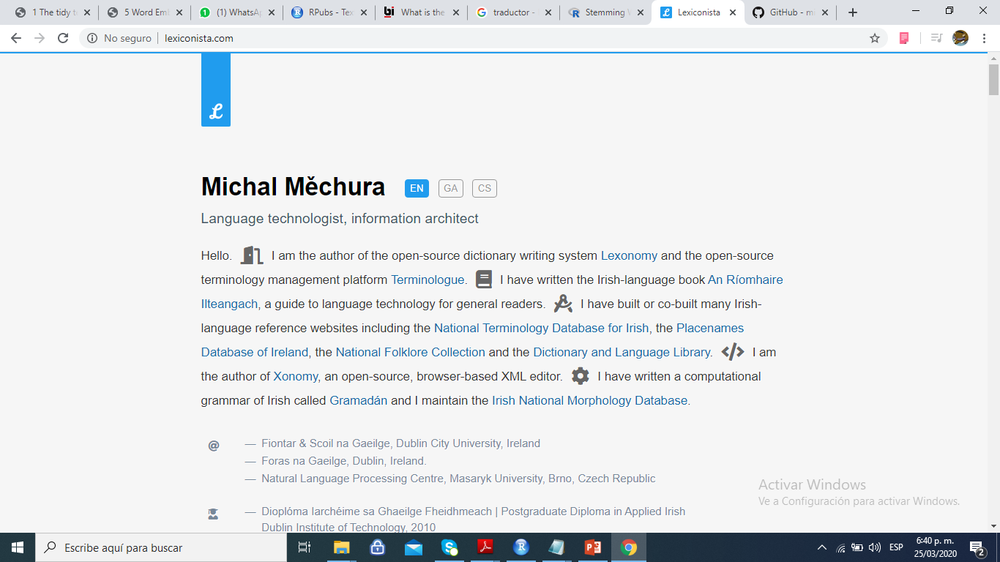 1 The tidy t
5 Word Em
(1) WhatsA
RPubs - Tex
What is the
traductor -
Stemming
Lexiconista
GitHub - m
No seguro | lexiconista.com
L
Michal Měchura EN GA CS
Language technologist, information architect
Hello. I am the author of the open-source dictionary writing system Lexonomy and the open-source
terminology management platform Terminologue. I have written the Irish-language book An Ríomhaire
Ilteangach, a guide to language technology for general readers. I have built or co-built many Irish-
language reference websites including the National Terminology Database for Irish, the Placenames
Database of Ireland, the National Folklore Collection and the Dictionary and Language Library. </> I am
the author of Xonomy, an open-source, browser-based XML editor. I have written a computational
grammar of Irish called Gramadán and I maintain the Irish National Morphology Database.
@ — Fiontar & Scoil na Gaeilge, Dublin City University, Ireland
— Foras na Gaeilge, Dublin, Ireland.
— Natural Language Processing Centre, Masaryk University, Brno, Czech Republic
— Dioplóma Iarchéime sa Ghaeilge Fheidhmeach | Postgraduate Diploma in Applied Irish
Dublin Institute of Technology, 2010
Activar Windows
Ve a Configuración para activar Windows.
Escribe aquí para buscar
ESP
6:40 p. m.
25/03/2020
2